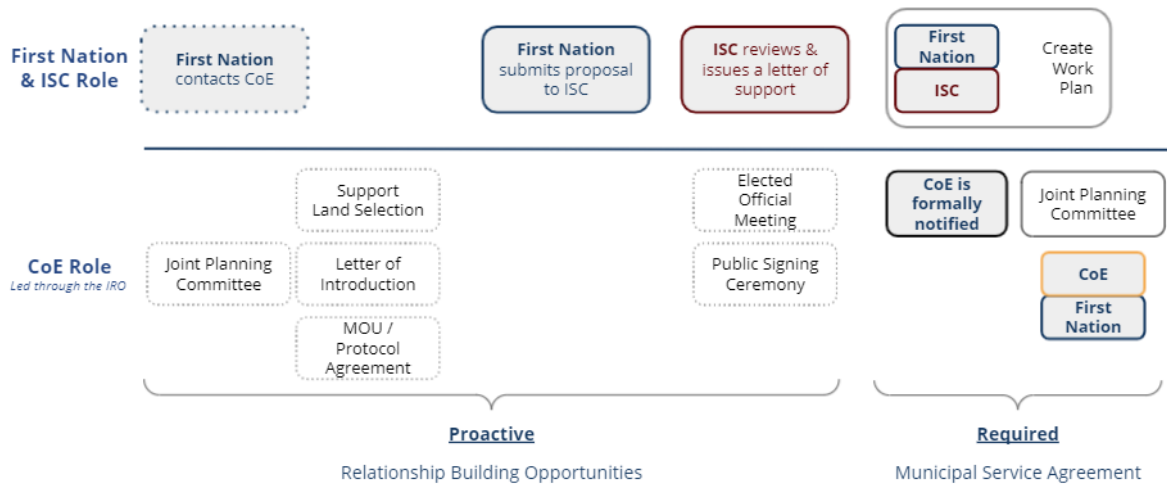 First Nation
& ISC Role
First Nation
contacts CoE
First Nation
submits proposal
to ISC
ISC reviews &
issues a letter of
support
First
Nation
ISC
Create
Work
Plan
CoE Role
Led through the IRO
Joint Planning
Committee
Support
Land Selection
Letter of
Introduction
MOU /
Protocol
Agreement
Elected
Official
Meeting
Public Signing
Ceremony
CoE is
formally
notified
Joint Planning
Committee
CoE
First
Nation
Proactive
Relationship Building Opportunities
Required
Municipal Service Agreement